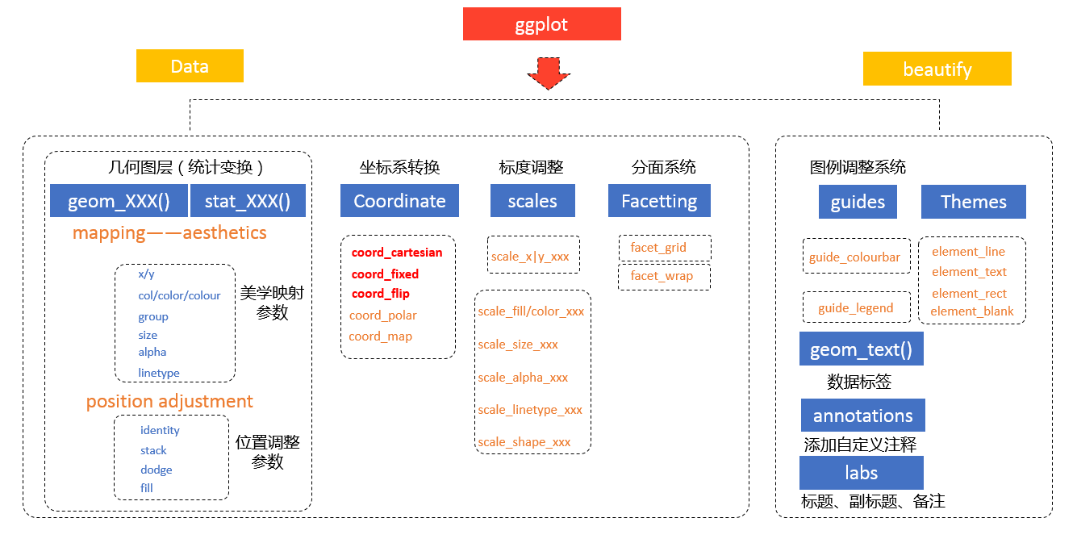 ggplot
Data
beautify
几何图层（统计变换）
geom_XXX()
stat_XXX()
mapping——aesthetics
x/y
col/color/colour
group
size
alpha
linetype
美学映射
参数
position adjustment
identity
stack
dodge
fill
位置调整
参数
坐标系转换
Coordinate
coord_cartesian
coord_fixed
coord_flip
coord_polar
coord_map
标度调整
scales
scale_x|y_xxx
scale_fill/color_xxx
scale_size_xxx
scale_alpha_xxx
scale_linetype_xxx
scale_shape_xxx
分面系统
Facetting
facet_grid
facet_wrap
图例调整系统
guides
Themes
guide_colourbar
guide_legend
element_line
element_text
element_rect
element_blank
geom_text()
数据标签
annotations
添加自定义注释
labs
标题、副标题、备注